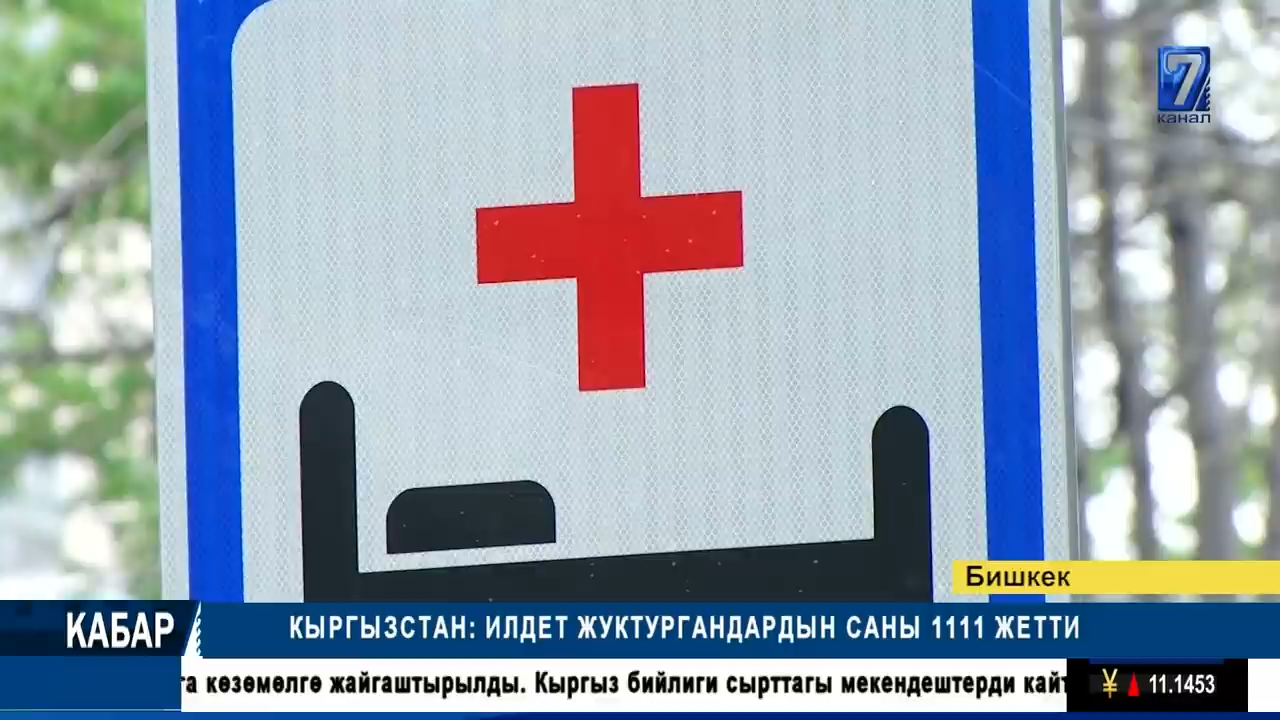 7
канал
Бишкек
КАБАР
КЫРГЫЗСТАН: ИЛДЕТ ЖУКТУРГАНДАРДЫН САНЫ 1111 ЖЕТТИ
көзөмөлгө жайгаштырылды. Кыргыз бийлиги сырттагы мекендештерди
¥ 11.1453